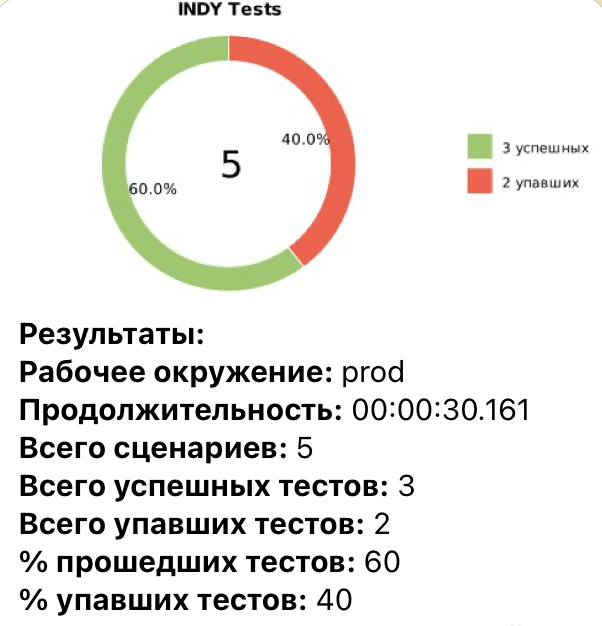 INDY Tests
40.0%
5
60.0%
3 успешных
2 упавших
Результаты:
Рабочее окружение: prod
Продолжительность: 00:00:30.161
Всего сценариев: 5
Всего успешных тестов: 3
Всего упавших тестов: 2
% прошедших тестов: 60
% упавших тестов: 40